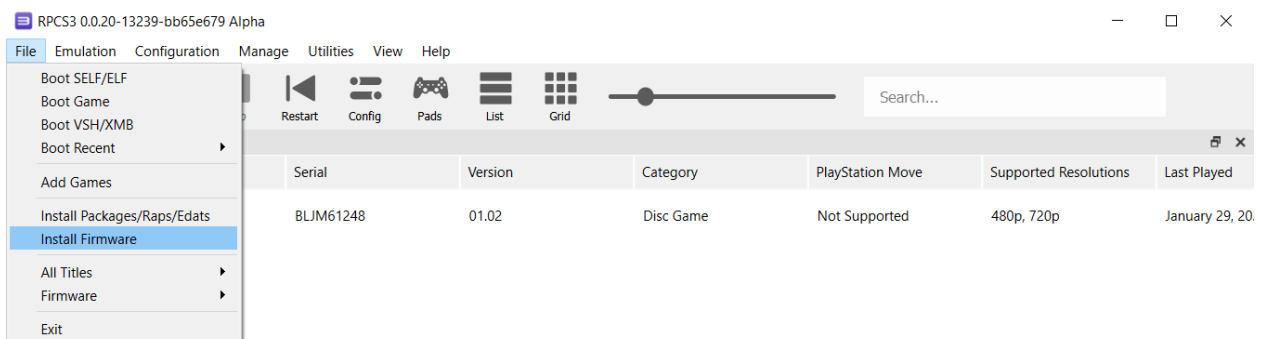 RPCS3 0.0.20-13239-bb65e679 Alpha
File Emulation Configuration Manage Utilities View Help
Boot SELF/ELF
Boot Game
Boot VSH/XMB
Boot Recent
Add Games
Install Packages/Raps/Edats
Install Firmware
All Titles
Firmware
Exit
Restart Config Pads List Grid
Search...
Serial Version Category PlayStation Move Supported Resolutions Last Played
BLJM61248 01.02 Disc Game Not Supported 480p, 720p January 29, 20